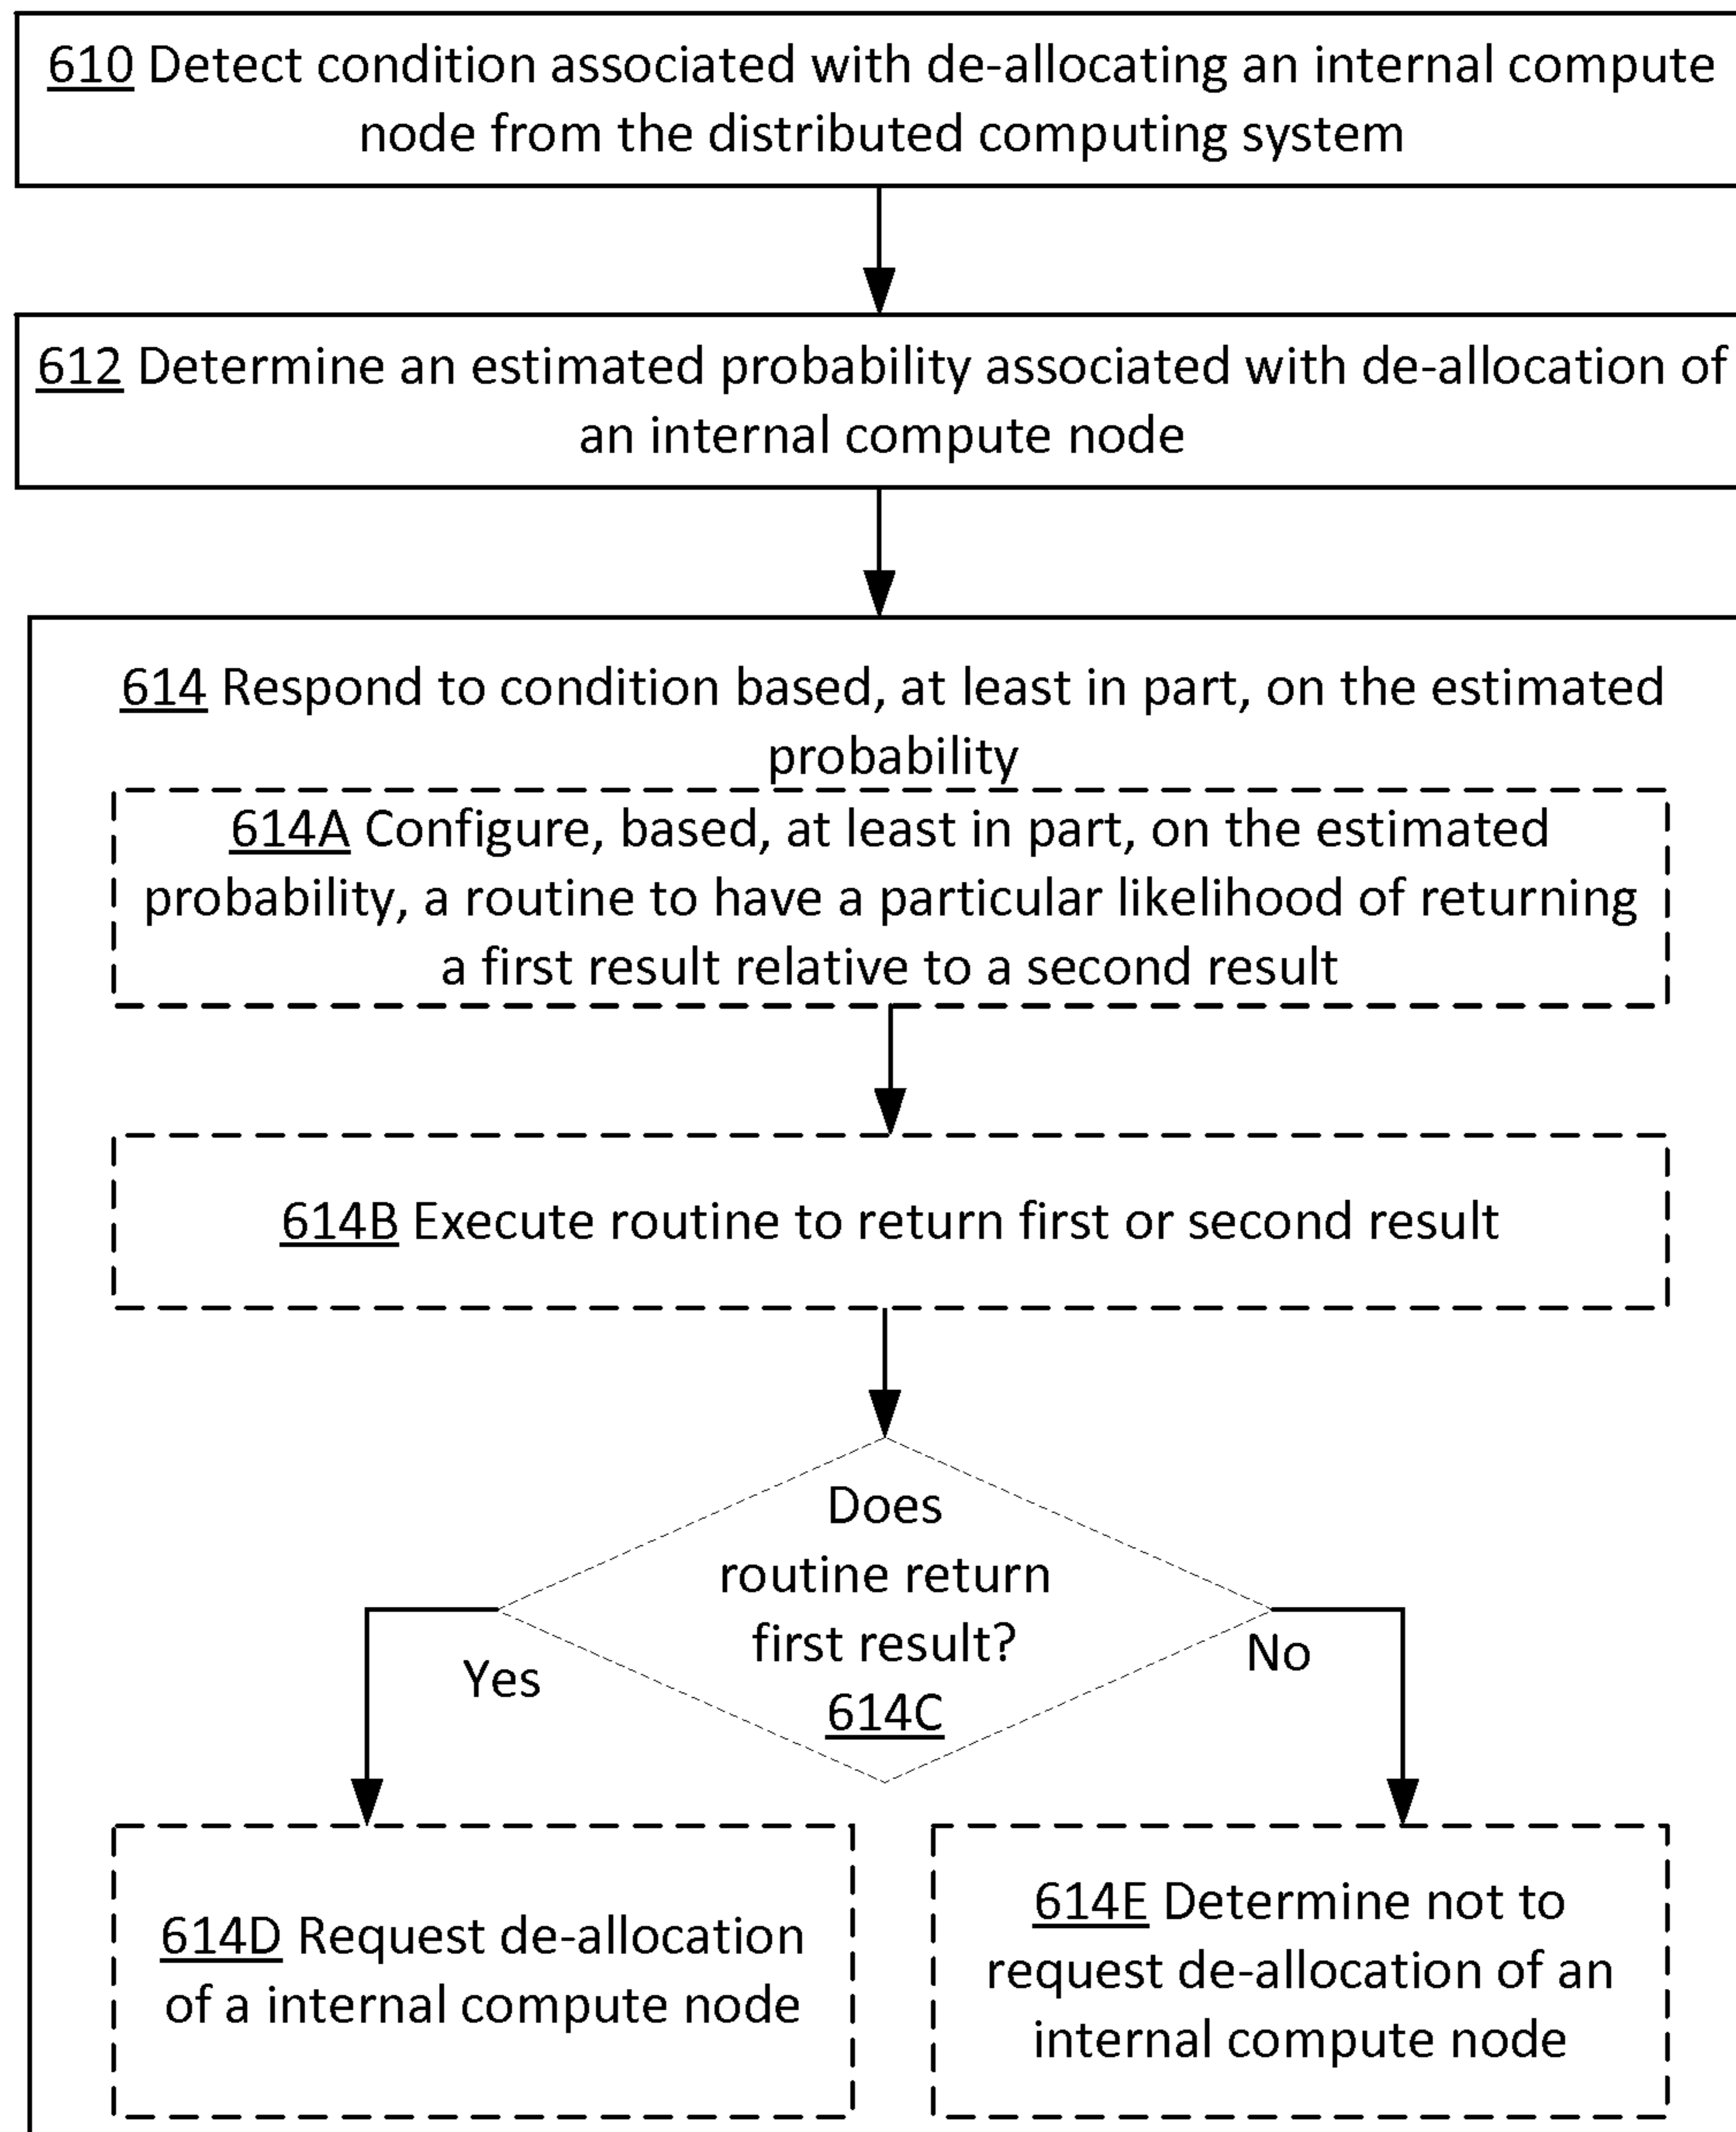 610 Detect condition associated with de-allocating an internal compute
node from the distributed computing system
612 Determine an estimated probability associated with de-allocation of
an internal compute node
614 Respond to condition based, at least in part, on the estimated
probability
614A Configure, based, at least in part, on the estimated
probability, a routine to have a particular likelihood of returning
a first result relative to a second result
614B Execute routine to return first or second result
Does
routine return
first result?
614C
Yes
No
614D Request de-allocation
of a internal compute node
614E Determine not to
request de-allocation of an
internal compute node